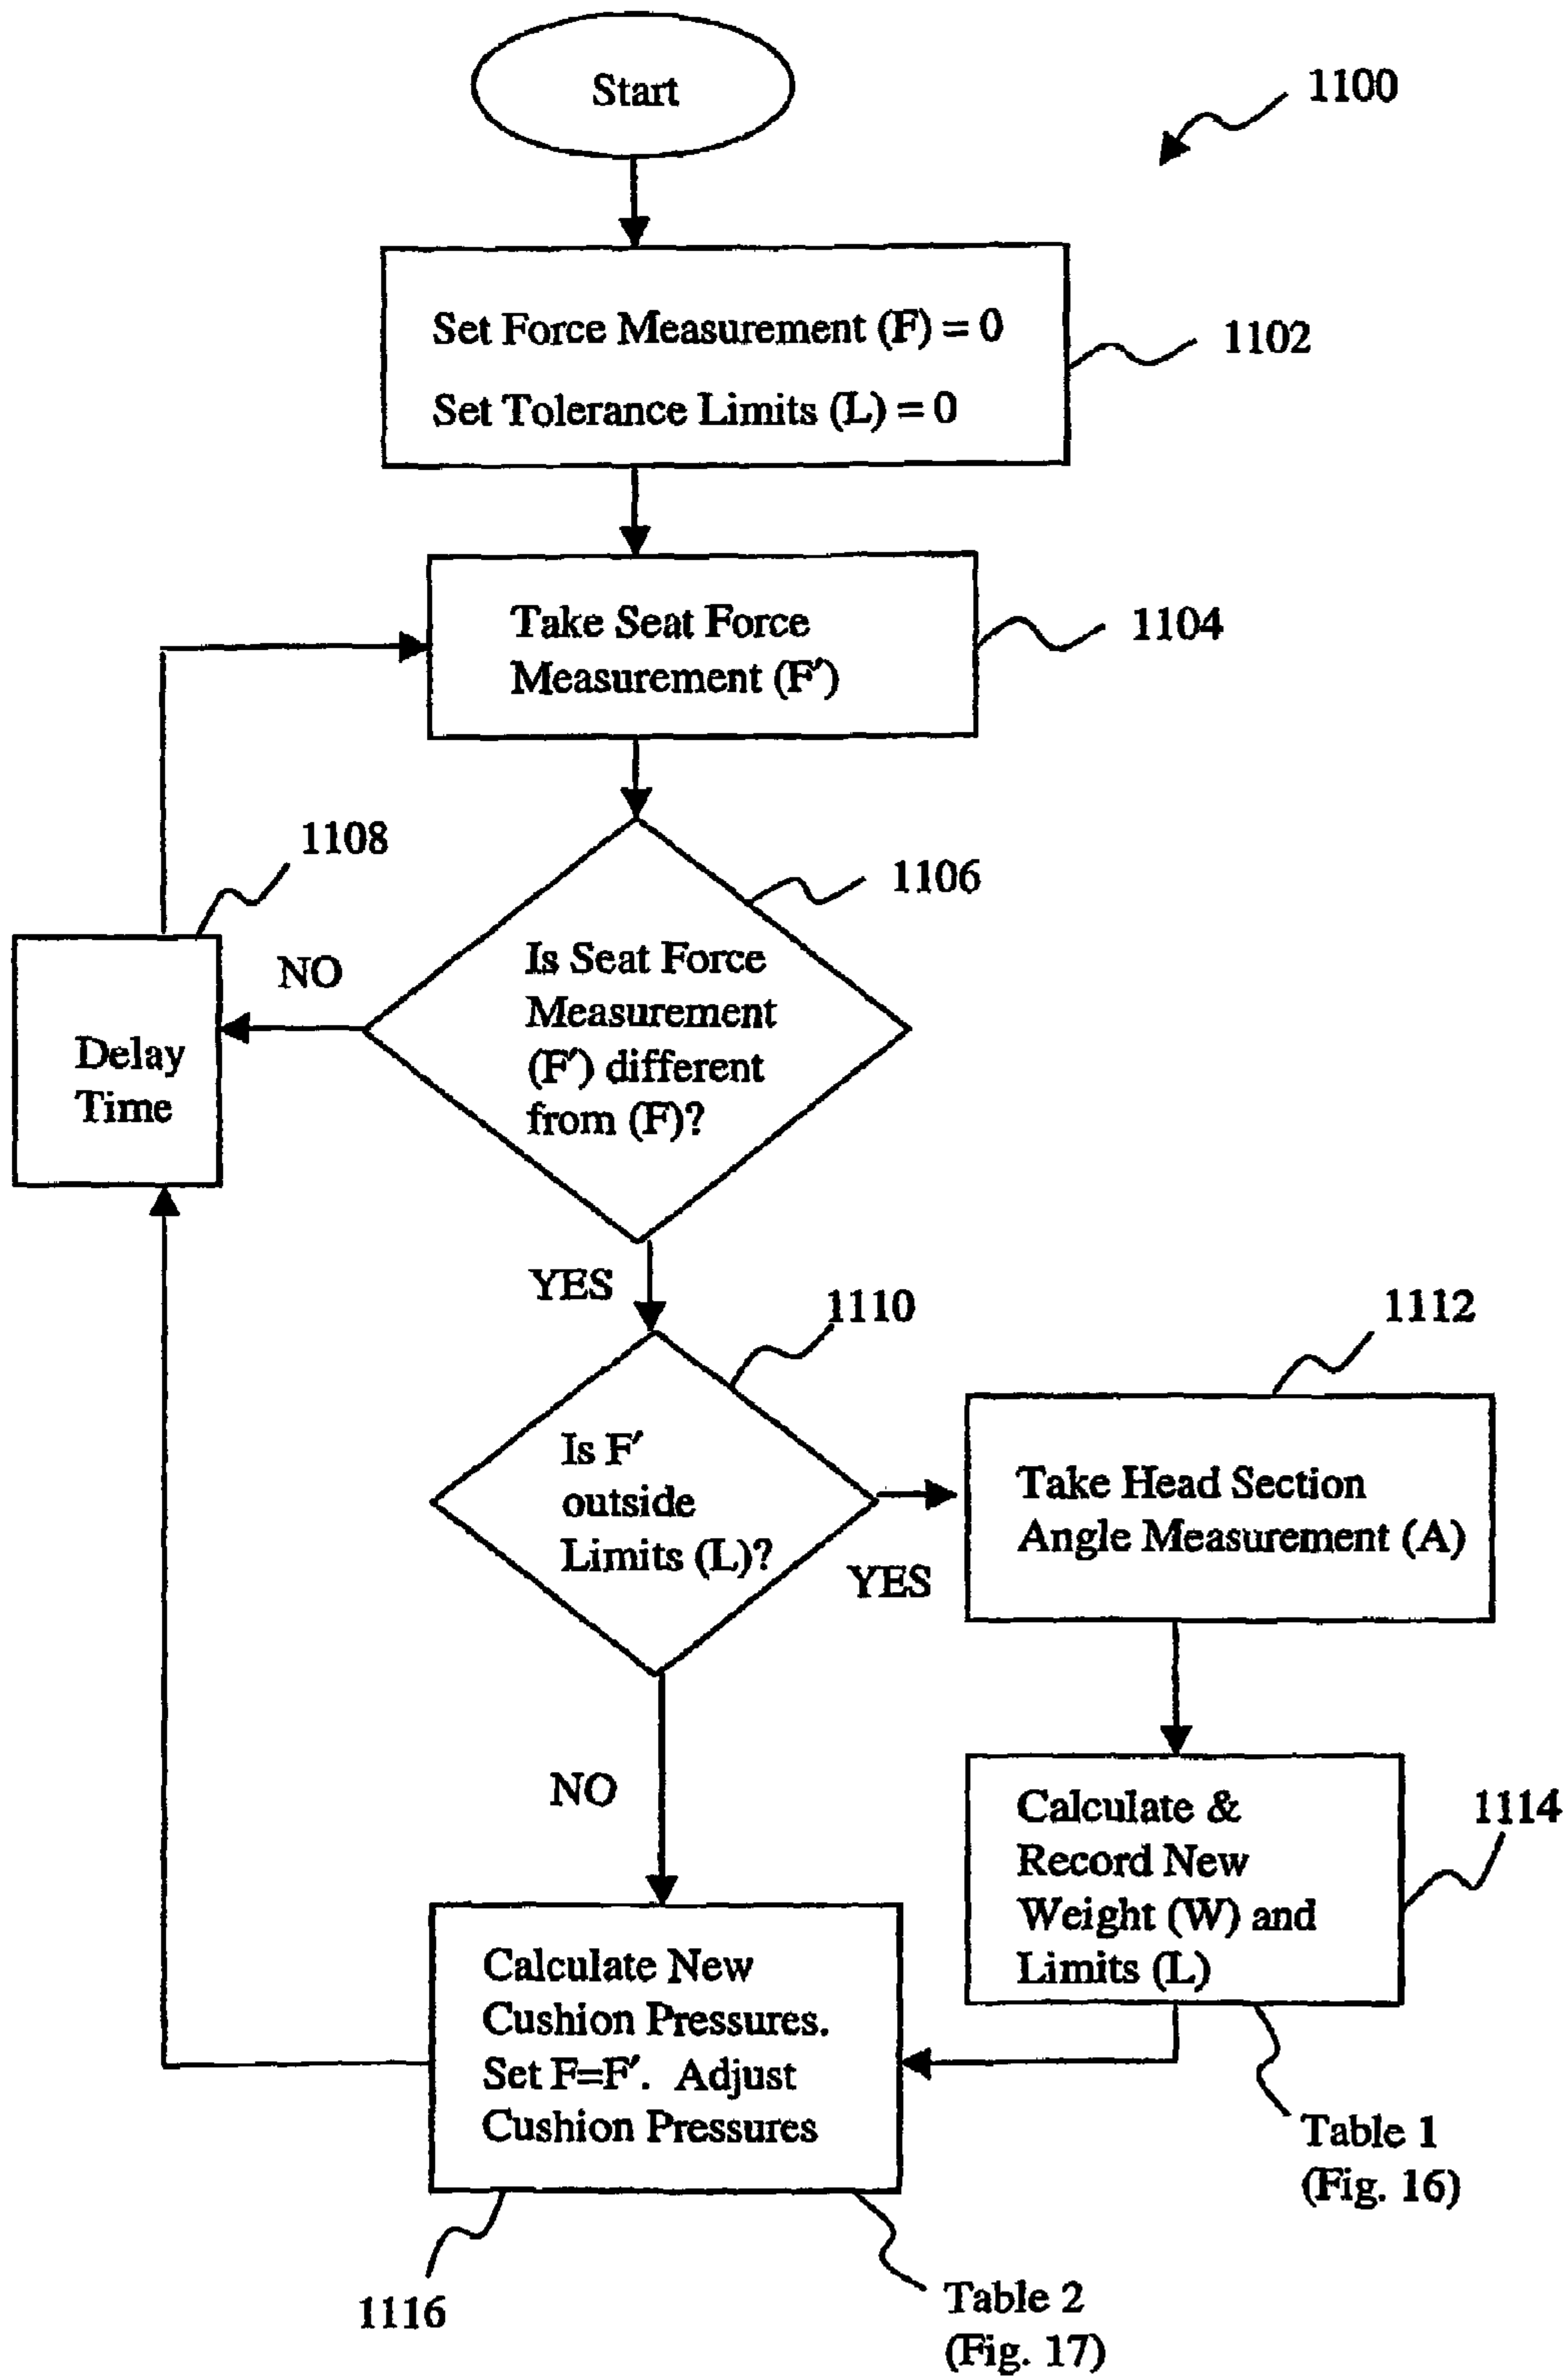 Start
1100
Set Force Measurement (F) = 0
Set Tolerance Limits (L) = 0
1102
Take Seat Force
Measurement (F')
1104
1108
1106
NO
Delay
Time
Is Seat Force
Measurement
(F') different
from (F)?
YES
1110
1112
Is F'
outside
Limits (L)?
YES
Take Head Section
Angle Measurement (A)
NO
Calculate &
Record New
Weight (W) and
Limits (L)
1114
Calculate New
Cushion Pressures.
Set F=F'. Adjust
Cushion Pressures
Table 1
(Fig. 16)
1116
Table 2
(Fig. 17)